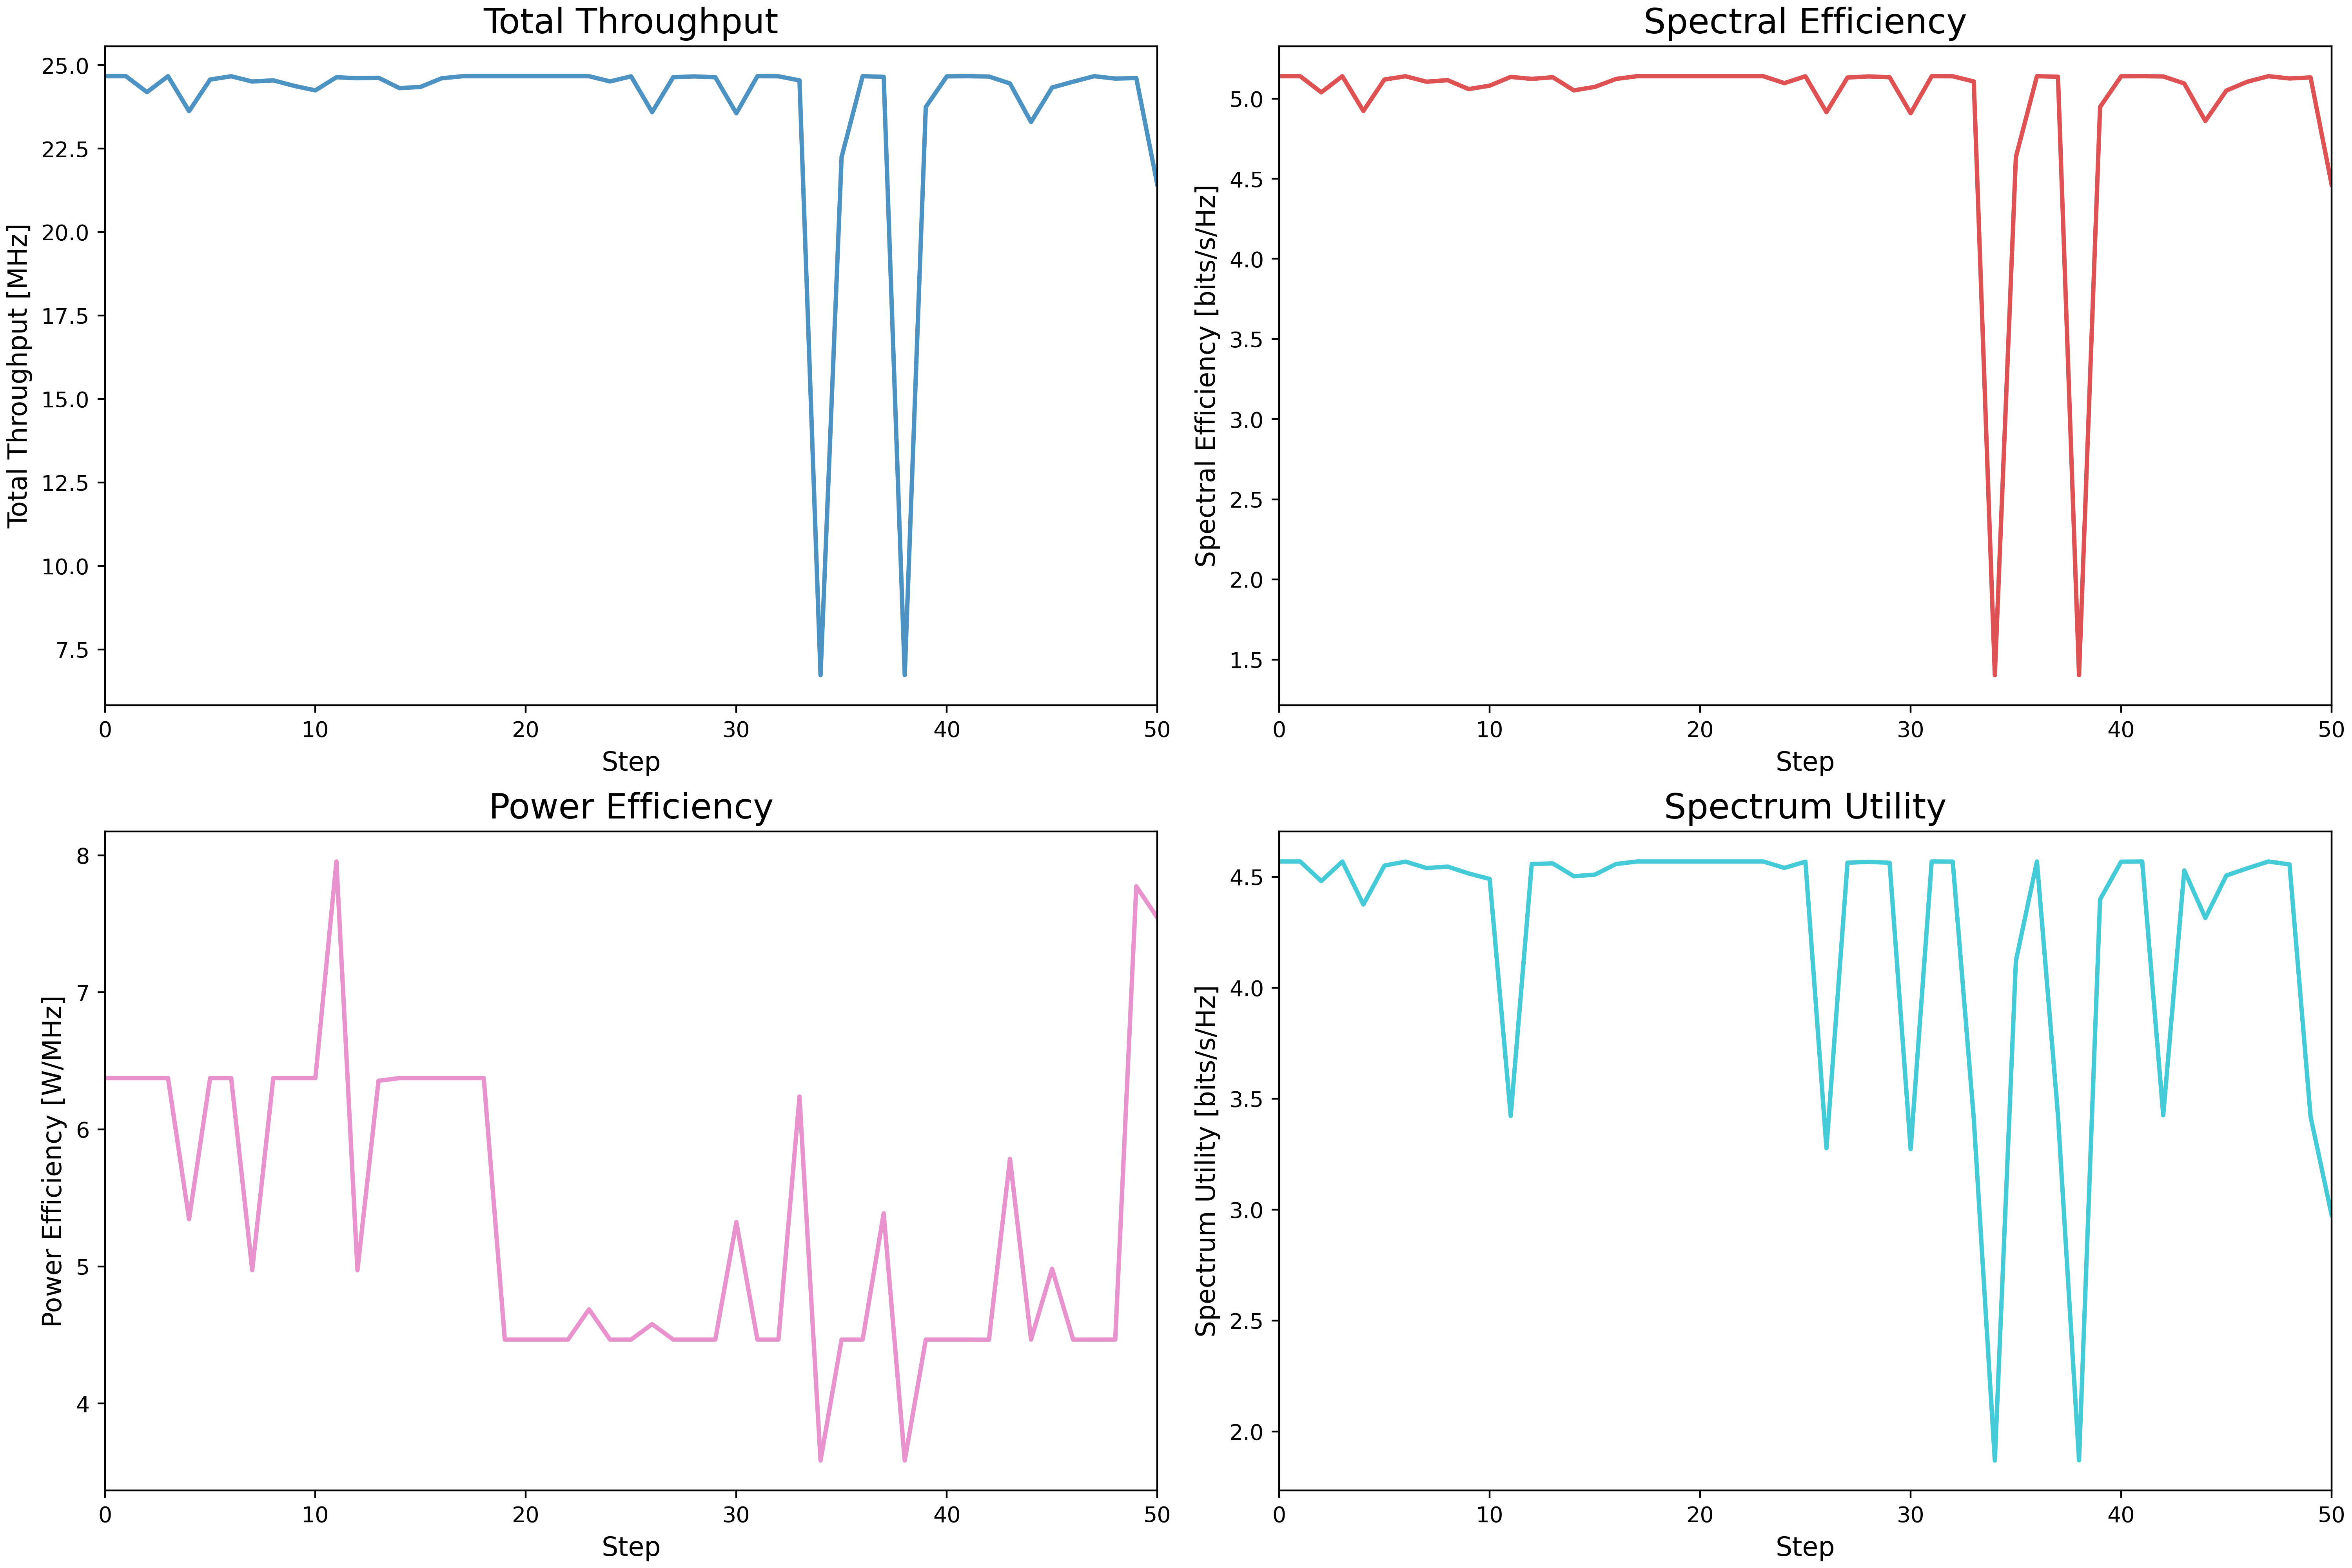 Total Throughput
Total Throughput [MHz]
25.0
22.5
20.0
17.5
15.0
12.5
10.0
7.5
0 10 20 30 40 50
Step
Spectral Efficiency
Spectral Efficiency [bits/s/Hz]
5.0
4.5
4.0
3.5
3.0
2.5
2.0
1.5
0 10 20 30 40 50
Step
Power Efficiency
Power Efficiency [W/MHz]
8
7
6
5
4
0 10 20 30 40 50
Step
Spectrum Utility
Spectrum Utility [bits/s/Hz]
4.5
4.0
3.5
3.0
2.5
2.0
0 10 20 30 40 50
Step